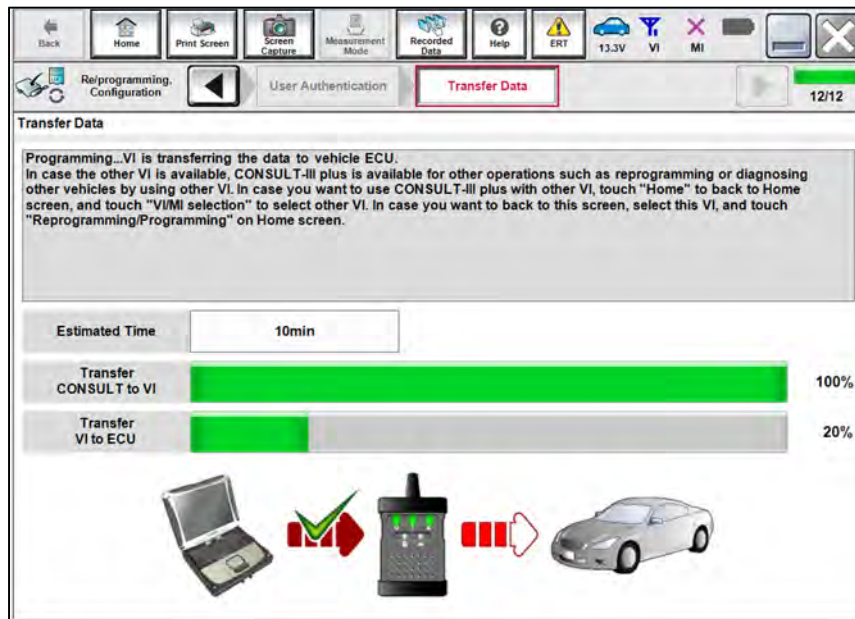 Back
Home
Print Screen
Screen
Capture
Measurement
Mode
Recorded
Data
Help
ERT
13.3V
VI
MI
Re/programming,
Configuration
User Authentication
Transfer Data
12/12
Transfer Data
Programming...VI is transferring the data to vehicle ECU.
In case the other VI is available, CONSULT-III plus is available for other operations such as reprogramming or diagnosing
other vehicles by using other VI. In case you want to use CONSULT-III plus with other VI, touch "Home" to back to Home
screen, and touch "VI/MI selection" to select other VI. In case you want to back to this screen, select this VI, and touch
"Reprogramming/Programming" on Home screen.
Estimated Time
10min
Transfer
CONSULT to VI
100%
Transfer
VI to ECU
20%